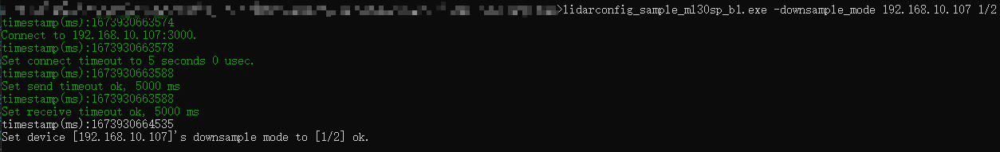 >lidarconfig_sample_ml30sp_b1.exe -downsample_mode 192.168.10.107 1/2
timestamp(ms):1673930663574
Connect to 192.168.10.107:3000.
timestamp(ms):1673930663578
Set connect timeout to 5 seconds 0 usec.
timestamp(ms):1673930663588
Set send timeout ok, 5000 ms
timestamp(ms):1673930663588
Set receive timeout ok, 5000 ms
timestamp(ms):1673930664535
Set device [192.168.10.107]'s downsample mode to [1/2] ok.